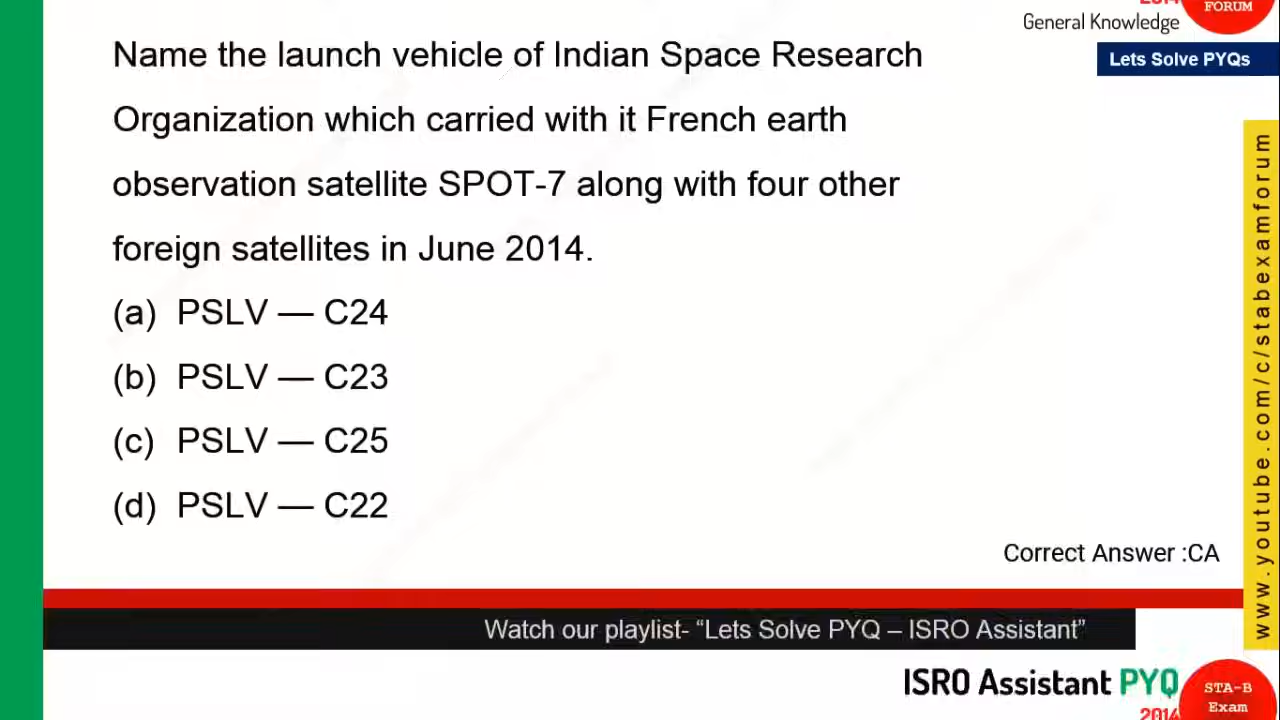 2014
FORUM
General Knowledge
Lets Solve PYQs
Name the launch vehicle of Indian Space Research
Organization which carried with it French earth
observation satellite SPOT-7 along with four other
foreign satellites in June 2014.
(a) PSLV — C24
(b) PSLV — C23
(c) PSLV — C25
(d) PSLV — C22
Correct Answer :CA
www.youtube.com/c/stabexamforum
Watch our playlist- “Lets Solve PYQ – ISRO Assistant”
ISRO Assistant PYQ
2014
STA-B
Exam